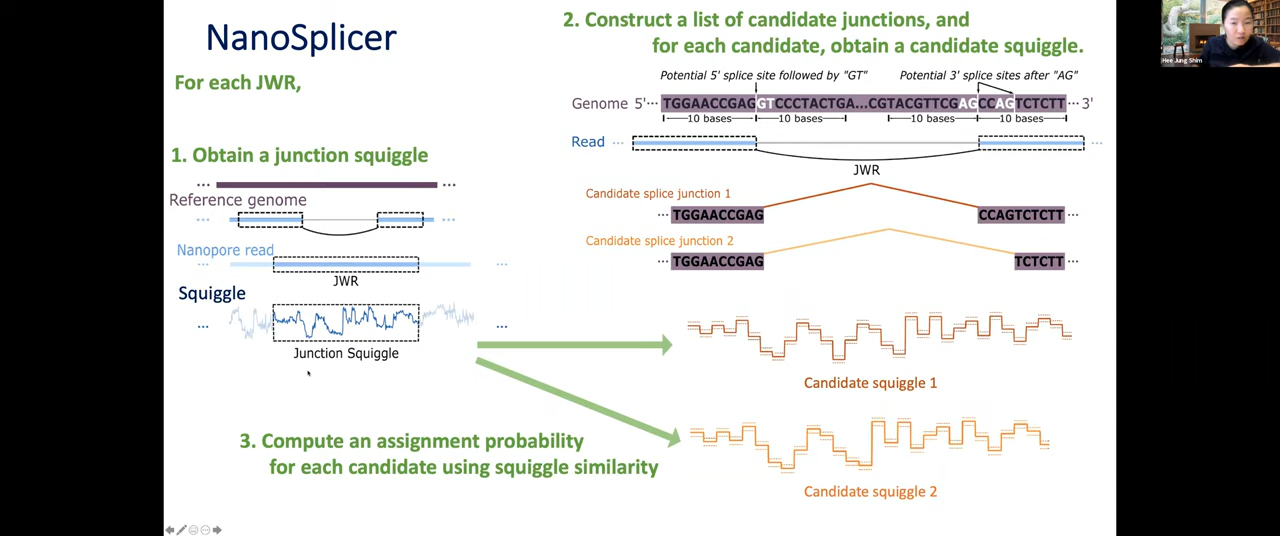 NanoSplicer
For each JWR,
1. Obtain a junction squiggle
... ...
Reference genome
... ...
Nanopore read
... ...
JWR
Squiggle
... ...
Junction Squiggle
2. Construct a list of candidate junctions, and
for each candidate, obtain a candidate squiggle.
Potential 5' splice site followed by "GT" Potential 3' splice sites after "AG"
Genome 5'··· TGGAACCGAGGTCCCTACTGA...CGTACGTTCGAGCCAGTCTCTT ··· 3'
10 bases 10 bases 10 bases 10 bases
Read ··· ···
JWR
Candidate splice junction 1
··· TGGAACCGAG CCAGTCTCTT ···
Candidate splice junction 2
··· TGGAACCGAG TCTCTT ···
Candidate squiggle 1
3. Compute an assignment probability
for each candidate using squiggle similarity
Candidate squiggle 2
Hee Jung Shim